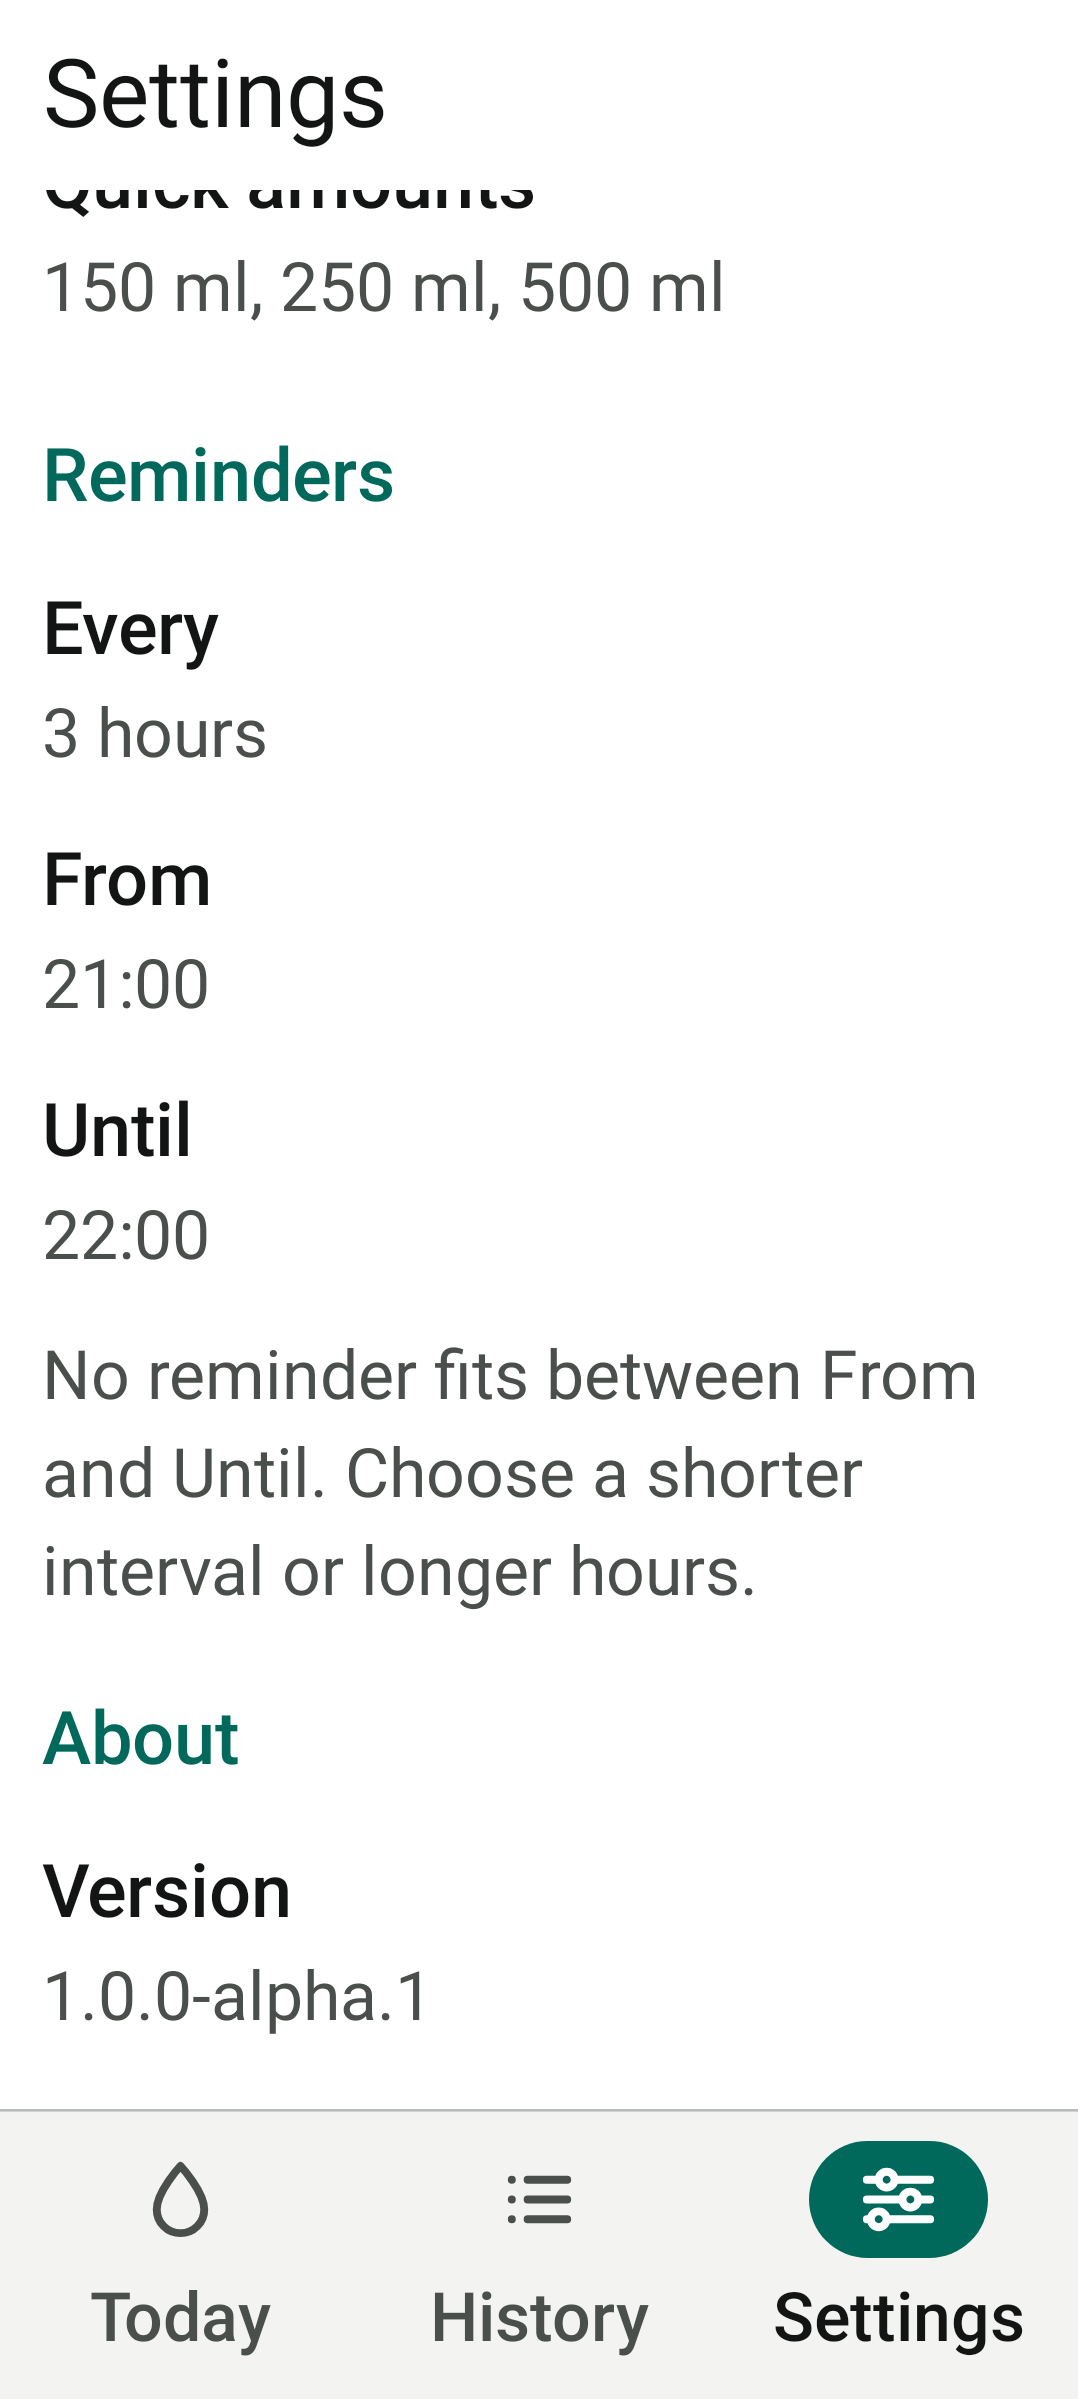 Settings
Quick amounts
150 ml, 250 ml, 500 ml
Reminders
Every
3 hours
From
21:00
Until
22:00
No reminder fits between From
and Until. Choose a shorter
interval or longer hours.
About
Version
1.0.0-alpha.1
Today
History
Settings